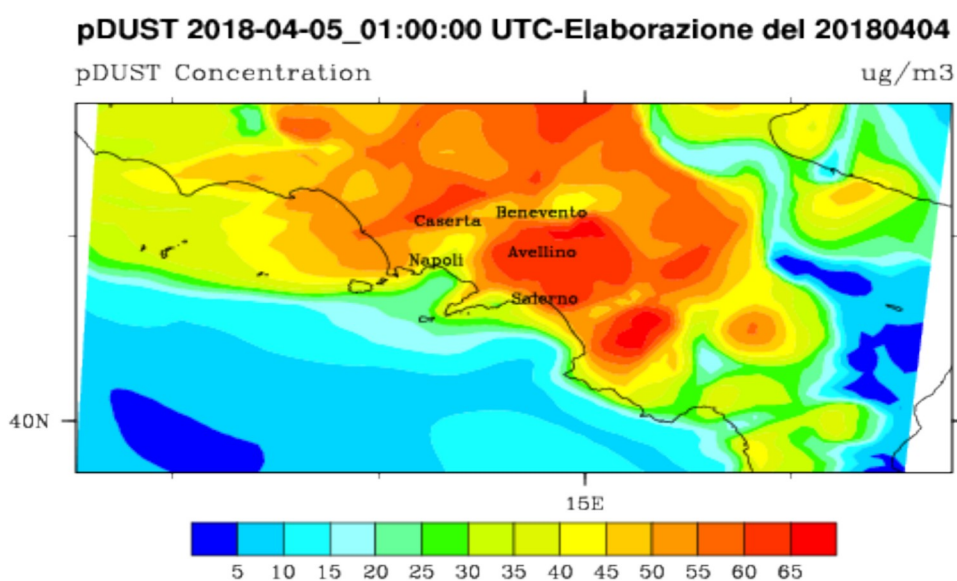 pDUST 2018-04-05_01:00:00 UTC-Elaborazione del 20180404
pDUST Concentration ug/m3
Caserta Benevento
Napoli Avellino
Salerno
40N
15E
5 10 15 20 25 30 35 40 45 50 55 60 65